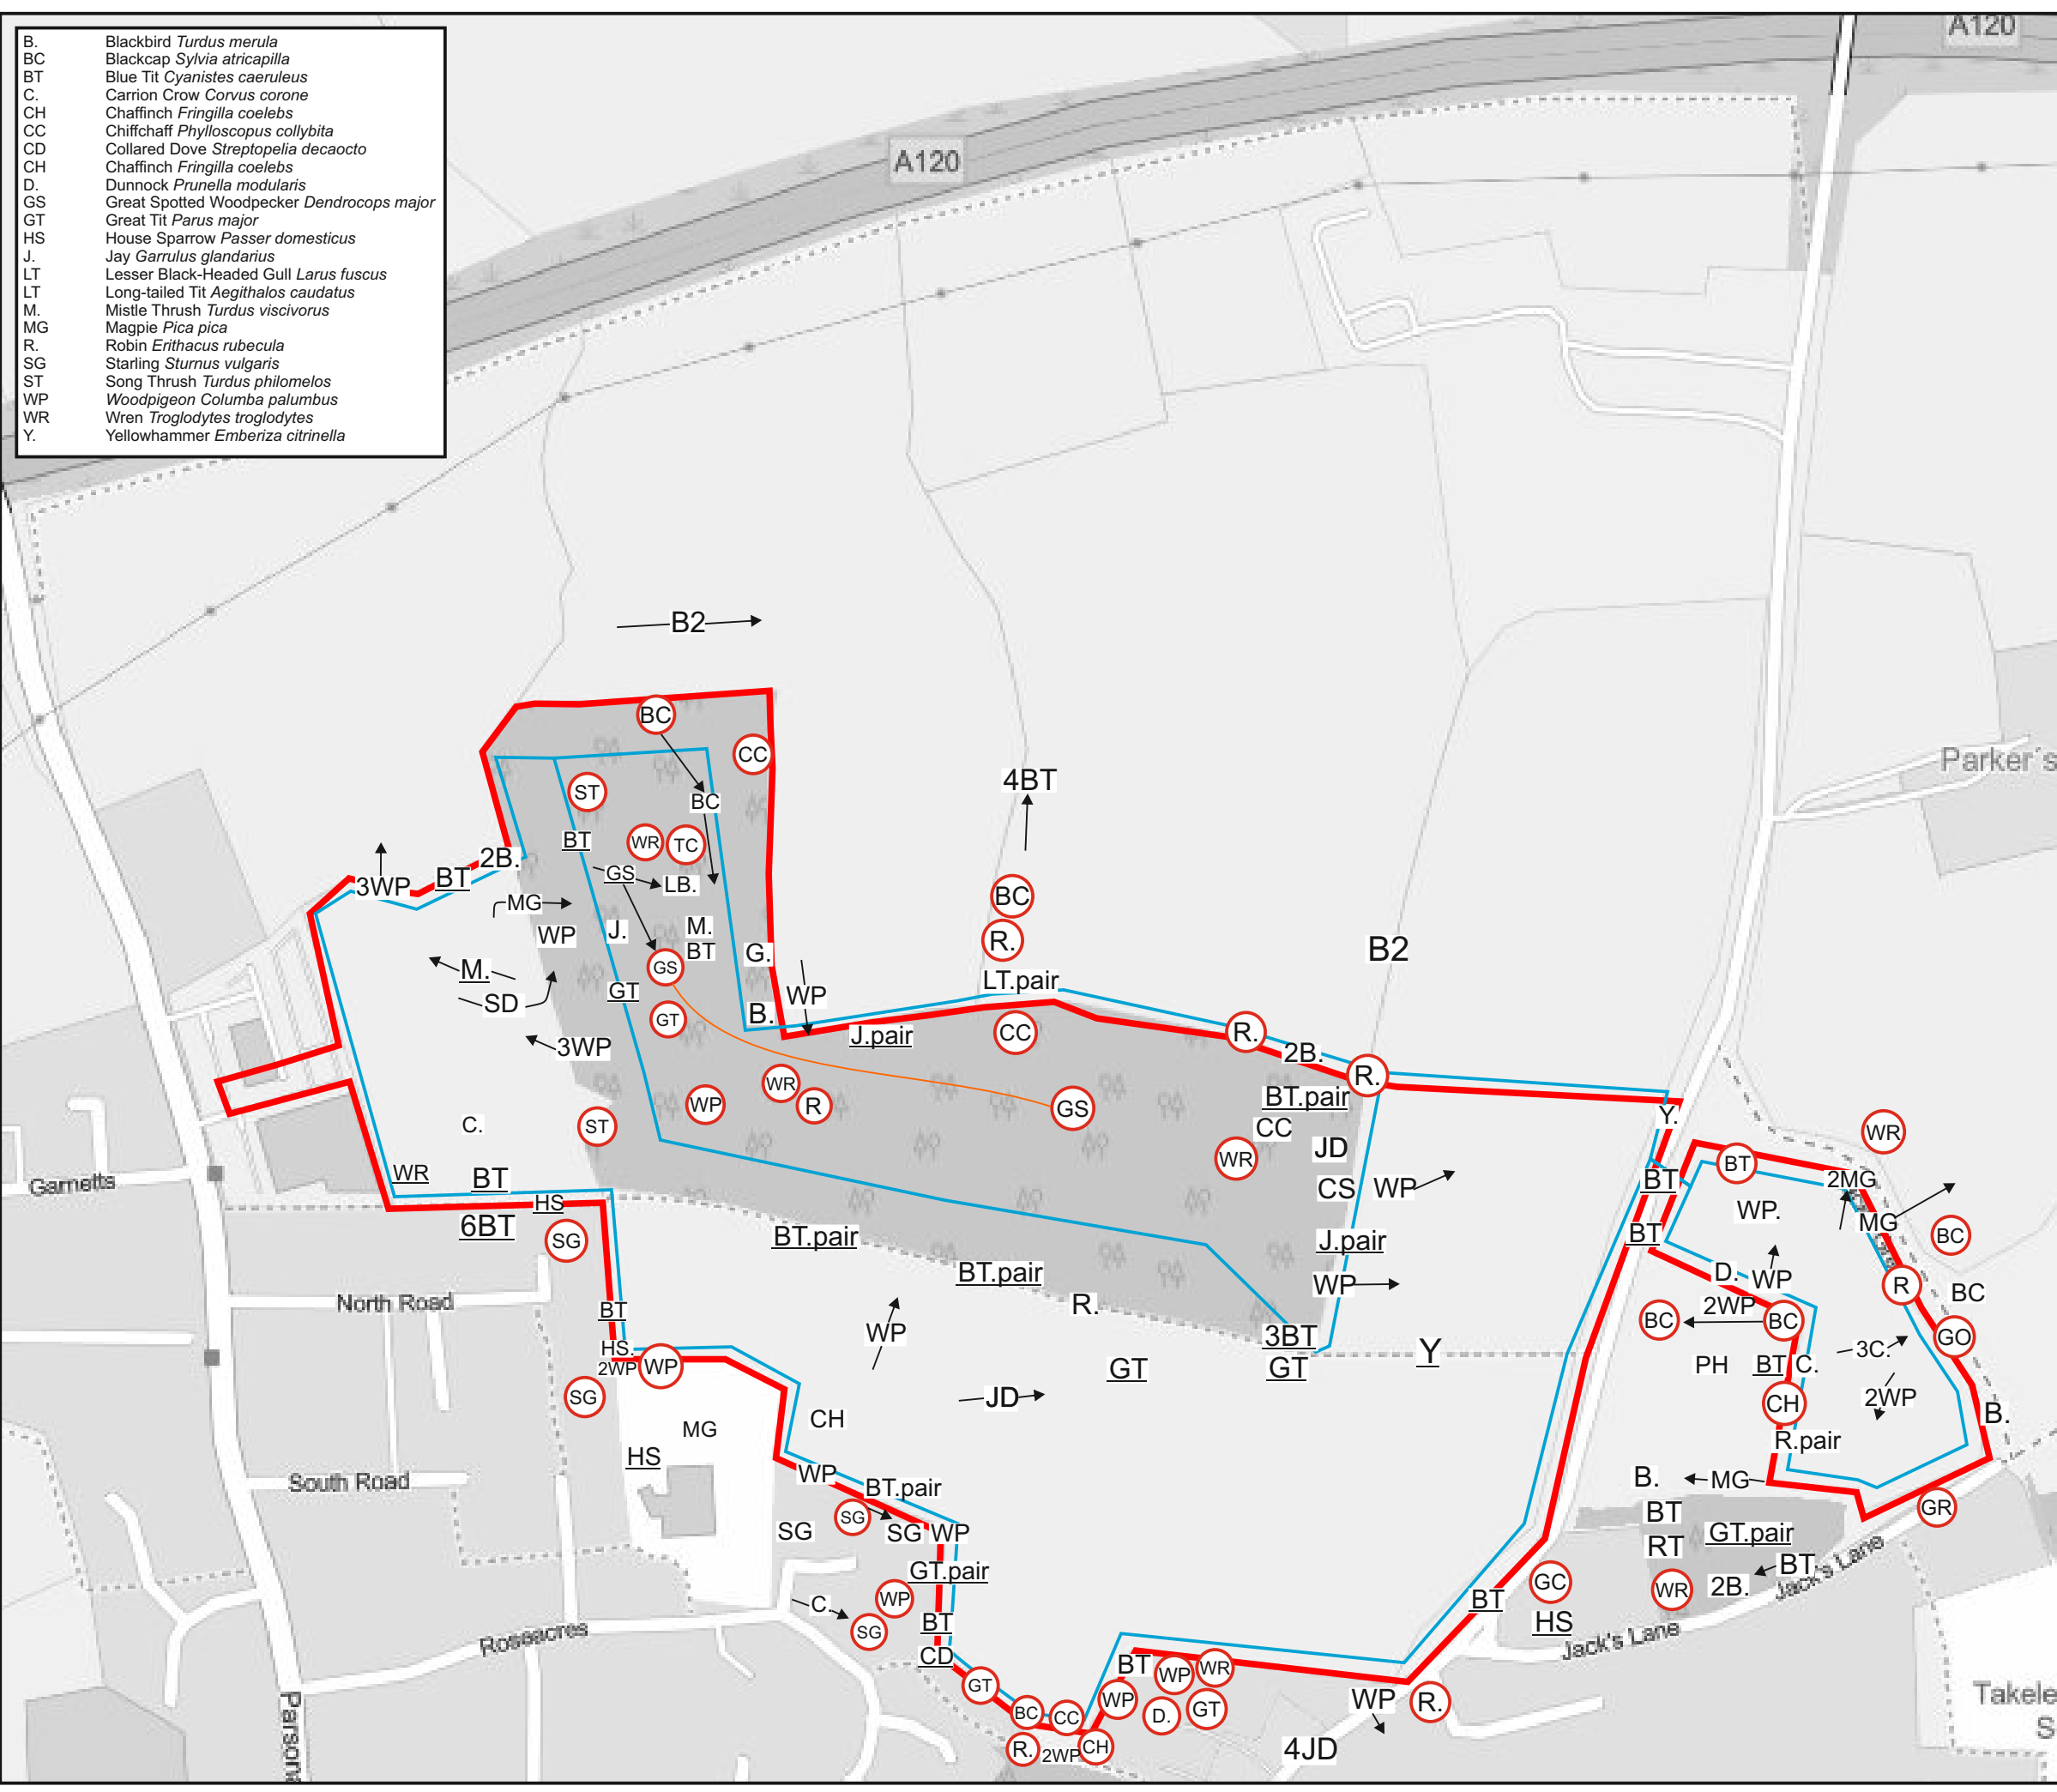 A120
B. Blackbird Turdus merula
BC Blackcap Sylvia atricapilla
BT Blue Tit Cyanistes caeruleus
C. Carrion Crow Corvus corone
CH Chaffinch Fringilla coelebs
CC Chiffchaff Phylloscopus collybita
CD Collared Dove Streptopelia decaocto
CH Chaffinch Fringilla coelebs
D. Dunnock Prunella modularis
GS Great Spotted Woodpecker Dendrocops major
GT Great Tit Parus major
HS House Sparrow Passer domesticus
J. Jay Garrulus glandarius
LT Lesser Black-Headed Gull Larus fuscus
LT Long-tailed Tit Aegithalos caudatus
M. Mistle Thrush Turdus viscivorus
MG Magpie Pica pica
R. Robin Erithacus rubecula
SG Starling Sturnus vulgaris
ST Song Thrush Turdus philomelos
WP Woodpigeon Columba palumbus
WR Wren Troglodytes troglodytes
Y. Yellowhammer Emberiza citrinella
A120
B2
BC
CC
Parker's
4BT
ST
BC
BT
WR
TC
2B.
GS
LB.
3WP
BT
BC
MG
J.
M.
WP
BT
G.
R.
B2
M.
GS
LT.pair
SD
GT
WP
B.
GT
J.pair
CC
R.
3WP
2B.
R.
WR
BT.pair
WP
R
GS
Y.
C.
ST
CC
WR
WR
JD
BT
WR
BT
BT
2MG
Garnetts
CS
WP
HS
WP.
6BT
SG
BT.pair
J.pair
BT
MG
BC
BT.pair
WP
D.
WP
R
BC
North Road
BT
R.
2WP
BC
BC
WP
3BT
Y
GO
HS.
2WP
WP
GT
GT
PH
BT
C.
3C.
SG
JD
CH
2WP
CH
B.
MG
R.pair
HS
South Road
WP
BT.pair
B.
MG
SG
SG
SG
WP
BT
GR
GT.pair
RT
GT.pair
BT
Jack's Lane
C.
WP
GC
WR
2B.
SG
BT
BT
HS
Roseacres
CD
Jack's Lane
GT
BT
WP
WR
BC
CC
WP
D.
GT
WP
R.
Takele
S
R.
2WP
CH
4JD
Parsona